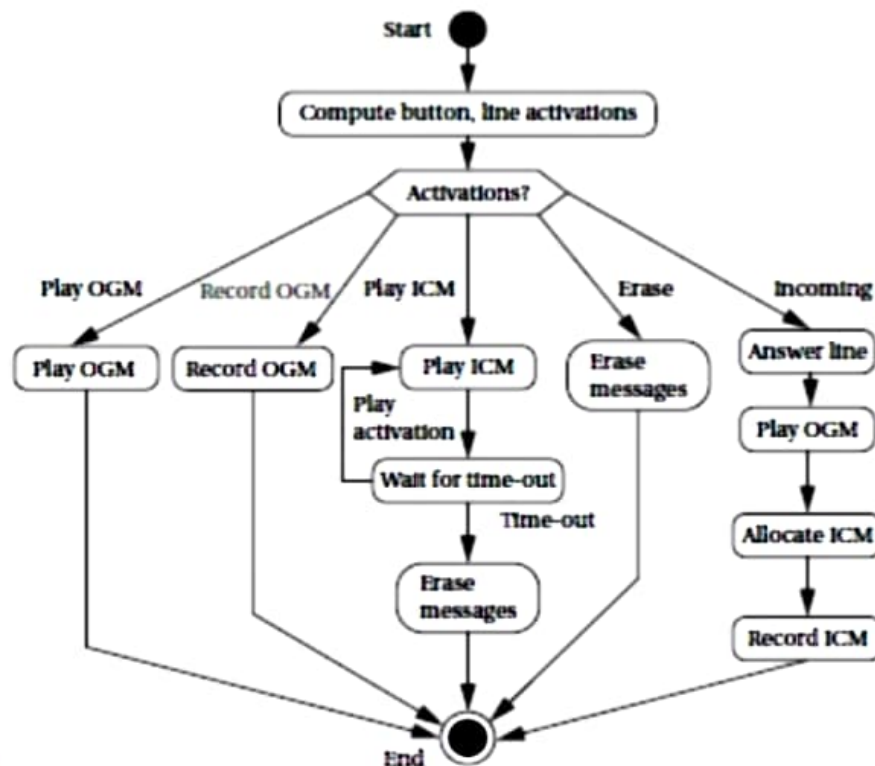 Start
Compute button, line activations
Activations?
Play OGM
Record OGM
Play ICM
Erase
Incoming
Play OGM
Record OGM
Play ICM
Erase
messages
Answer line
Play
activation
Play OGM
Wait for time-out
Time-out
Allocate ICM
Erase
messages
Record ICM
End